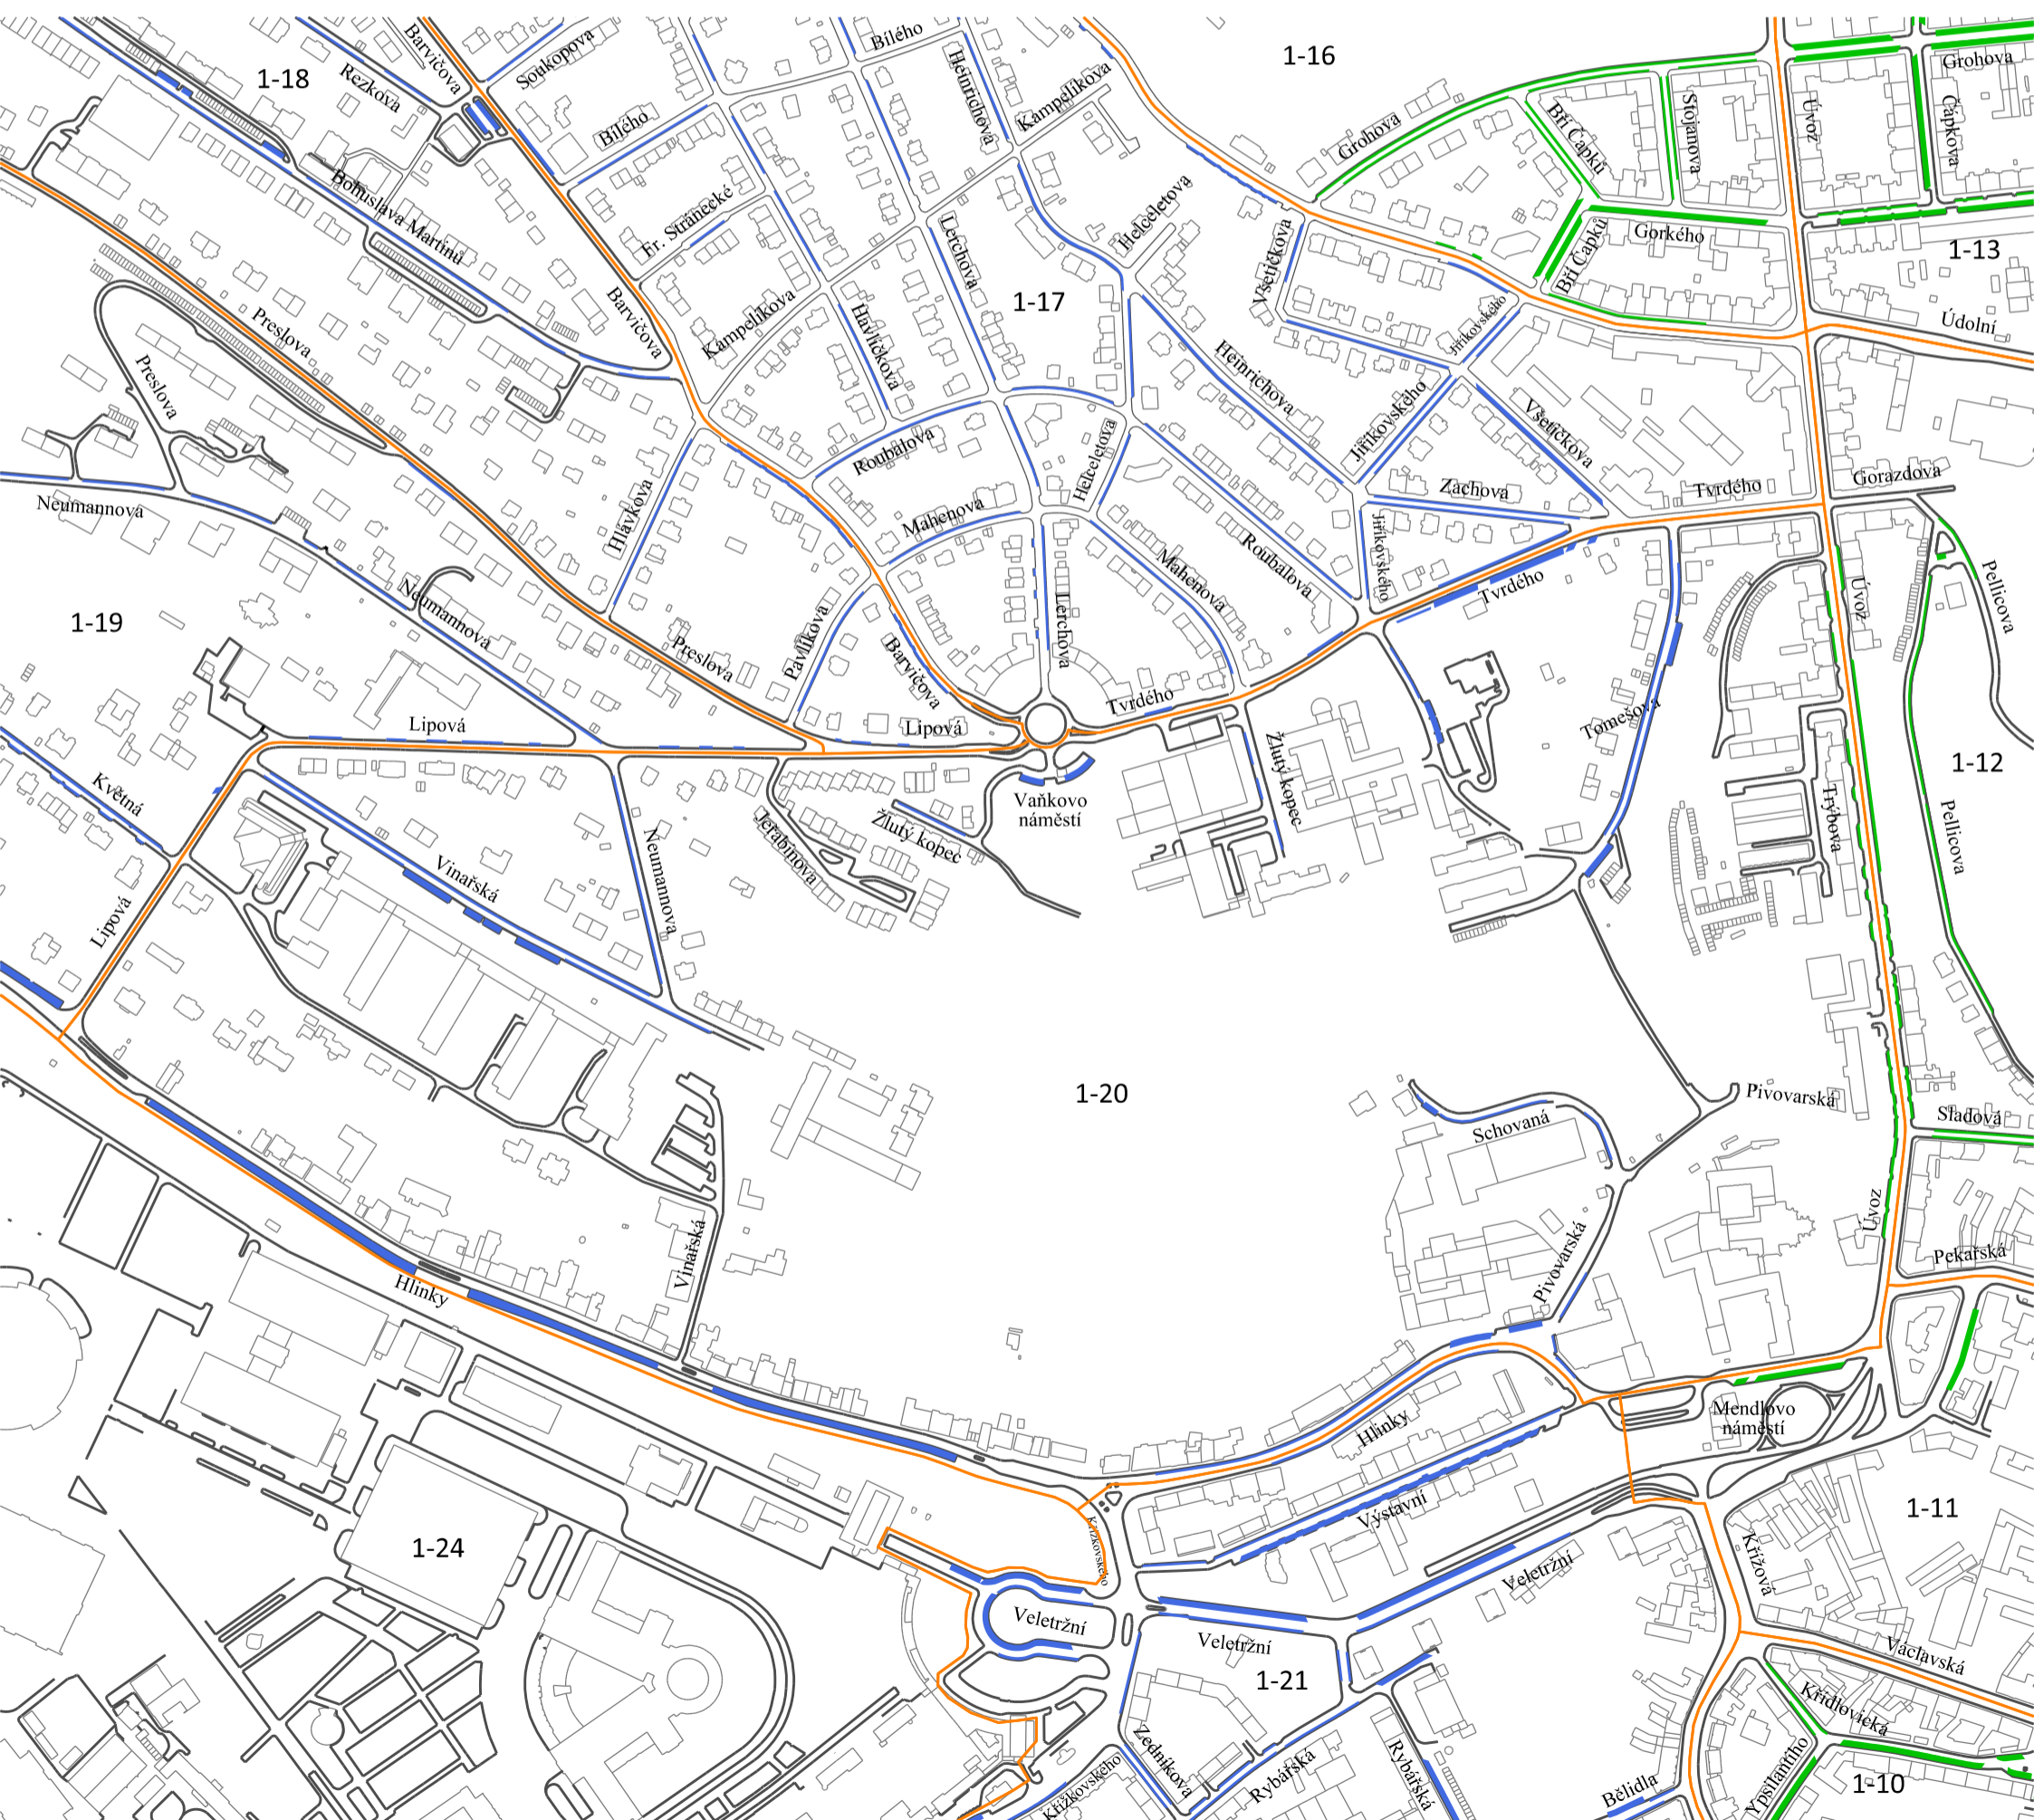 1-18
Barvičova
Rezkova
Soukopova
Bílého
Bílého
Heinrichova
Kampelíkova
1-16
Grohova
Bří Čapků
Stojanova
Úvoz
Čápkova
Grohova
Bohuslava Martinů
Fr. Stránecké
Barvičova
Kampelíkova
Lerchova
Havlíčkova
1-17
Helceletova
Všetičkova
Jiříkovského
Bří Čapků
Gorkého
1-13
Údolní
Preslova
Preslova
Heinrichova
Jiříkovského
Všetičkova
Roubalova
Helceletova
Mahenova
Zachova
Tvrdého
Gorazdova
Neumannová
Hlávkova
Jiříkovského
Roubalova
Mahenova
Lerchova
Tvrdého
Úvoz
Pellicova
1-19
Neumannova
Preslova
Pavlíkova
Barvičova
Tvrdého
Tomešova
Lipová
Lipová
Žlutý kopec
Vaňkovo
náměstí
Květná
Neumannova
Jeřabinova
Žlutý kopec
1-12
Trýbova
Pellicova
Vinařská
Lipová
1-20
Schovaná
Pivovarská
Sladová
Úvoz
Vinařská
Pivovarská
Pekařská
Hlinky
Hlinky
Mendlovo
náměstí
Výstavní
1-24
Křížkovského
Veletržní
Křížová
1-11
Veletržní
Veletržní
1-21
Václavská
Křídlovická
Zedníkova
Rybářská
Rybářská
Křížkovského
Bělidla
Ypsilantiho
1-10